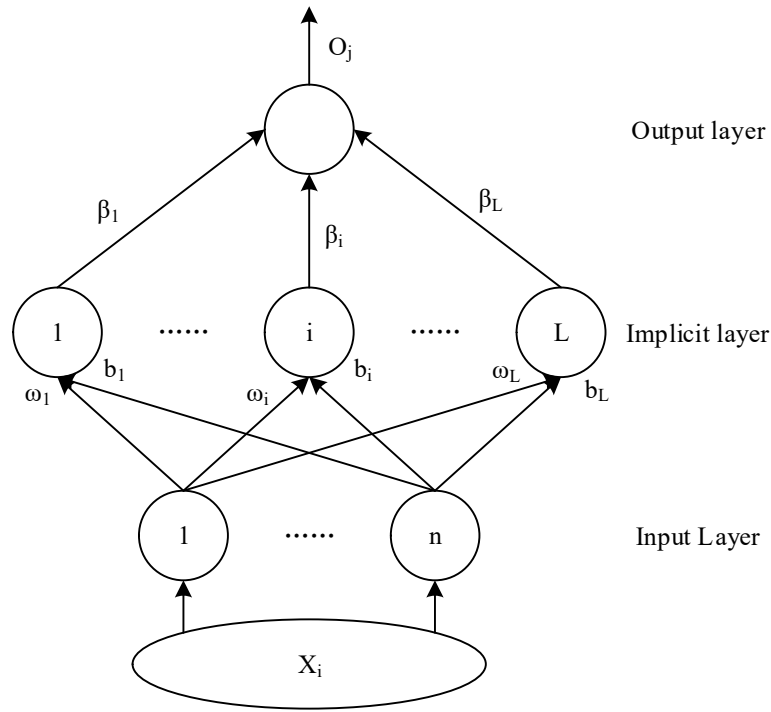 Oj
Output layer
β1
βi
βL
1
......
i
......
L
Implicit layer
ω1
b1
ωi
bi
ωL
bL
1
......
n
Input Layer
Xi